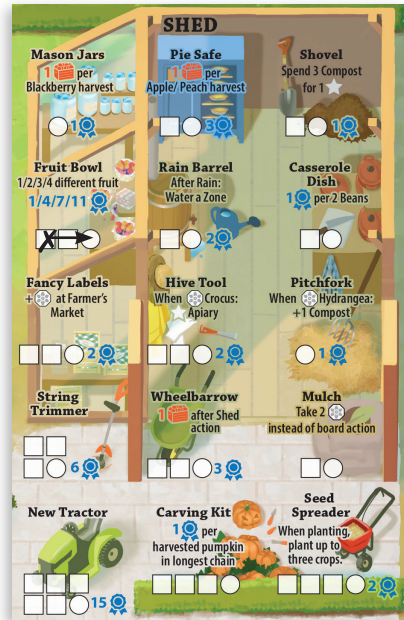 SHED
Mason Jars
1 per
Blackberry harvest
1
Pie Safe
1 per
Apple/ Peach harvest
3
Shovel
Spend 3 Compost
for 1
1
Fruit Bowl
1/2/3/4 different fruit
1/4/7/11
X
Rain Barrel
After Rain:
Water a Zone
2
Casserole
Dish
1 per 2 Beans
Fancy Labels
+ at Farmer's
Market
2
Hive Tool
When Crocus:
Apiary
2
Pitchfork
When Hydrangea:
+1 Compost
1
String
Trimmer
6
Wheelbarrow
1 after Shed
action
3
Mulch
Take 2
instead of board action
New Tractor
15
Carving Kit
1 per
harvested pumpkin
in longest chain
Seed
Spreader
When planting,
plant up to
three crops.
2